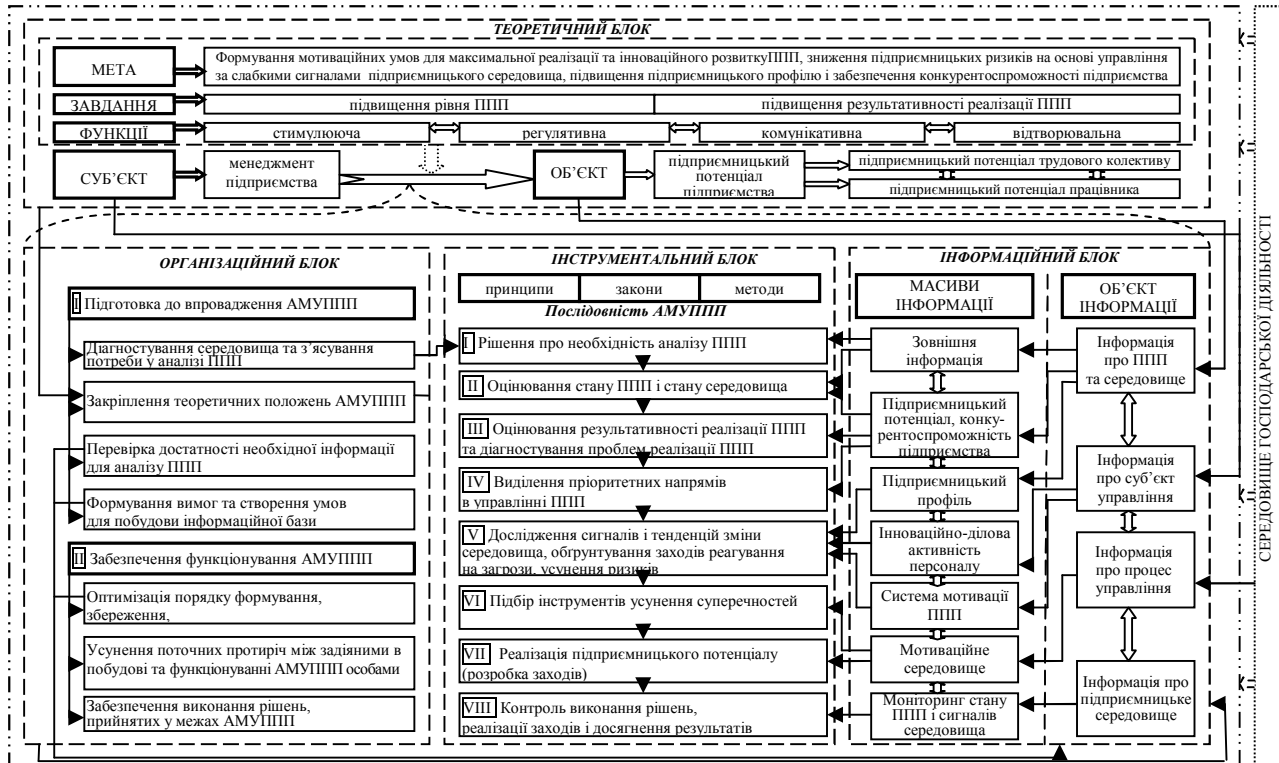 ТЕОРЕТИЧНИЙ БЛОК
МЕТА
Формування мотиваційних умов для максимальної реалізації та інноваційного розвиткуППП, зниження підприємницьких ризиків на основі управління
за слабкими сигналами підприємницького середовища, підвищення підприємницького профілю і забезпечення конкурентоспроможності підприємства
ЗАВДАННЯ
підвищення рівня ППП
підвищення результативності реалізації ППП
ФУНКЦІЇ
стимулююча
регулятивна
комунікативна
відтворювальна
СУБ’ЄКТ
менеджмент
підприємства
ОБ’ЄКТ
підприємницький
потенціал
підприємства
підприємницький потенціал трудового колективу
підприємницький потенціал працівника
ОРГАНІЗАЦІЙНИЙ БЛОК
I Підготовка до впровадження АМУППП
Діагностування середовища та з’ясування
потреби у аналізі ППП
Закріплення теоретичних положень АМУППП
Перевірка достатності необхідної інформації
для аналізу ППП
Формування вимог та створення умов
для побудови інформаційної бази
II Забезпечення функціонування АМУППП
Оптимізація порядку формування,
збереження,
Усунення поточних протиріч між задіяними в
побудові та функціонуванні АМУППП особами
Забезпечення виконання рішень,
прийнятих у межах АМУППП
ІНСТРУМЕНТАЛЬНИЙ БЛОК
принципи
закони
методи
Послідовність АМУППП
I Рішення про необхідність аналізу ППП
II Оцінювання стану ППП і стану середовища
III Оцінювання результативності реалізації ППП
та діагностування проблем реалізації ППП
IV Виділення пріоритетних напрямів
в управлінні ППП
V Дослідження сигналів і тенденцій зміни
середовища, обґрунтування заходів реагування
на загрози, усунення ризиків
VI Підбір інструментів усунення суперечностей
VII Реалізація підприємницького потенціалу
(розробка заходів)
VIII Контроль виконання рішень,
реалізації заходів і досягнення результатів
ІНФОРМАЦІЙНИЙ БЛОК
МАСИВИ
ІНФОРМАЦІЇ
Зовнішня
інформація
Підприємницький
потенціал, конку-
рентоспроможність
підприємства
Підприємницький
профіль
Інноваційно-ділова
активність
персоналу
Система мотивації
ППП
Мотиваційне
середовище
Моніторинг стану
ППП і сигналів
середовища
ОБ’ЄКТ
ІНФОРМАЦІЇ
Інформація
про ППП
та середовище
Інформація
про суб’єкт
управління
Інформація
про процес
управління
Інформація про
підприємницьке
середовище
СЕРЕДОВИЩЕ ГОСПОДАРСЬКОЇ ДІЯЛЬНОСТІ